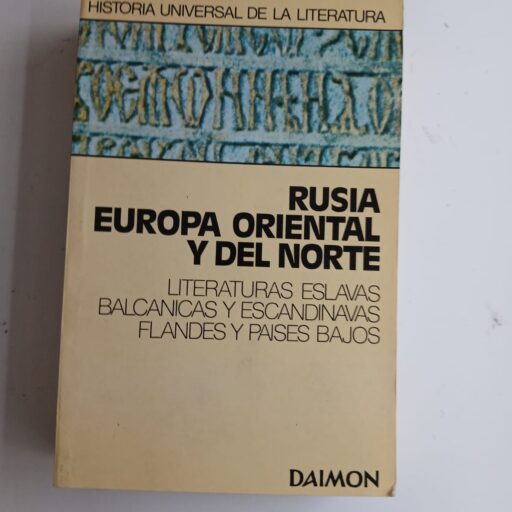 HISTORIA UNIVERSAL DE LA LITERATURA
RUSIA
EUROPA ORIENTAL
Y DEL NORTE
LITERATURAS ESLAVAS
BALCANICAS Y ESCANDINAVAS
FLANDES Y PAISES BAJOS
DAIMON